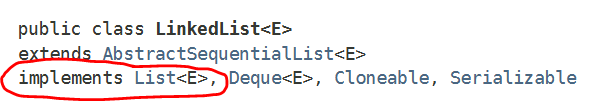 public class LinkedList<E>
extends AbstractSequentialList<E>
implements List<E>, Deque<E>, Cloneable, Serializable